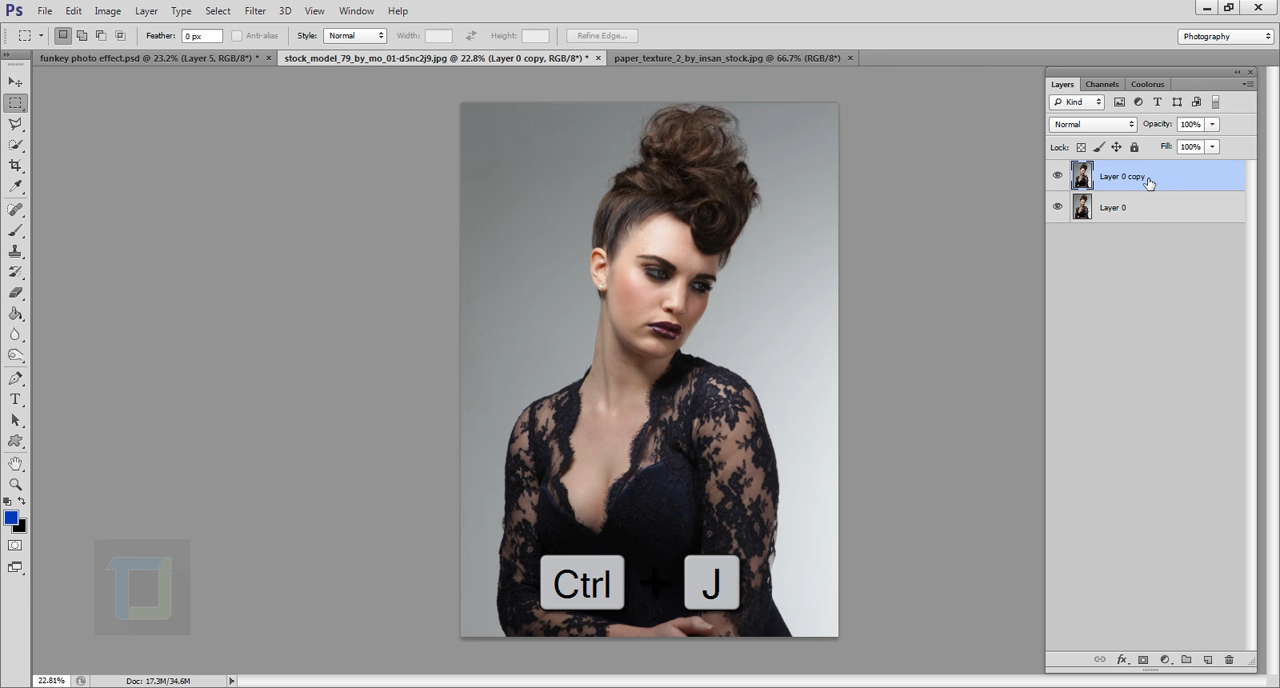 Ps File Edit Image Layer Type Select Filter 3D View Window Help
Feather: 0 px Anti-alias Style: Normal Width: Height: Refine Edge... Photography
funkey photo effect.psd @ 23.2% (Layer 5, RGB/8*) * × stock_model_79_by_mo_01-d5nc2j9.jpg @ 22.8% (Layer 0 copy, RGB/8*) * × paper_texture_2_by_insan_stock.jpg @ 66.7% (RGB/8*) ×
Layers Channels Coolorus
Kind
Normal Opacity: 100%
Lock: Fill: 100%
Layer 0 copy
Layer 0
Ctrl + J
fx
22.81% Doc: 17.3M/34.6M